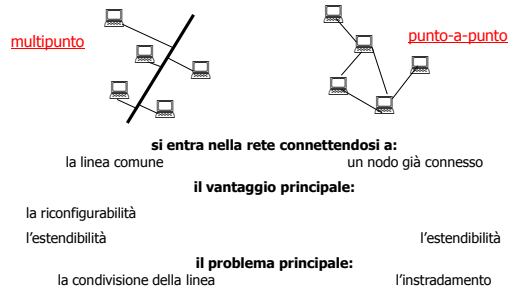 multipunto
punto-a-punto
si entra nella rete connettendosi a:
la linea comune
un nodo già connesso
il vantaggio principale:
la riconfigurabilità
l'estendibilità
l'estendibilità
il problema principale:
la condivisione della linea
l'instradamento